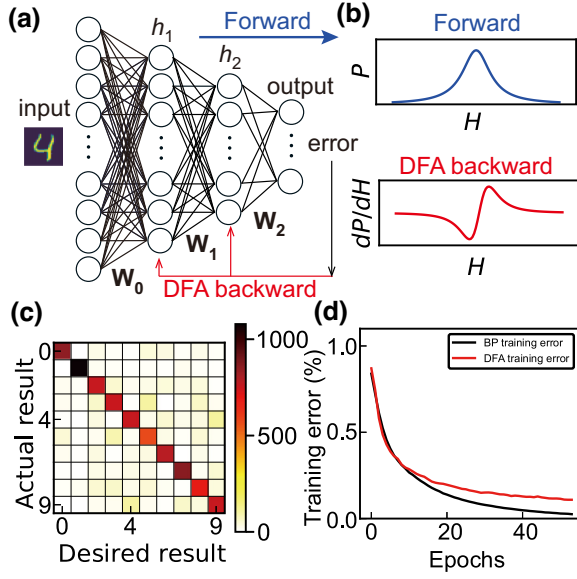 (a)
h1
Forward
h2
input
output
error
W0
W1
W2
DFA backward
(b)
Forward
P
H
DFA backward
dP/dH
H
(c)
0
4
9
Actual result
0
4
9
Desired result
1000
500
0
(d)
BP training error
DFA training error
1.0
0.5
0.0
Training error (%)
0
20
40
Epochs